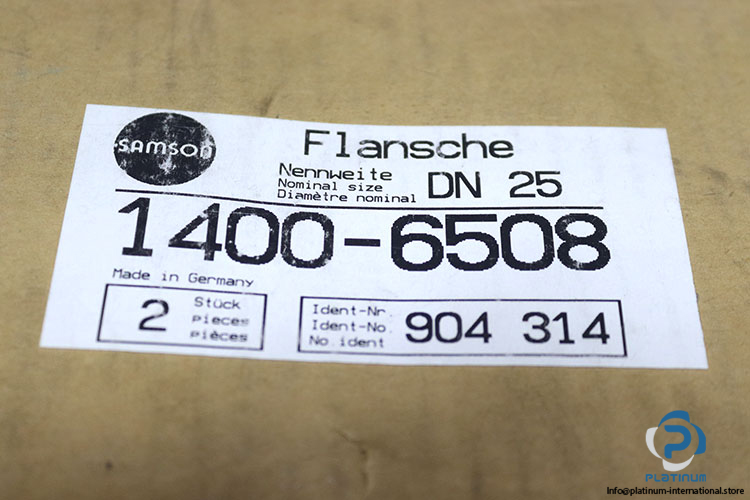 SAMSON
Flansche
Nennweite
Nominal size
Diamètre nominal
DN 25
1400-6508
Made in Germany
2
Stück
pieces
pièces
Ident-Nr.
Ident-No.
No.ident
904 314
PLATINUM
Info@platinum-international.store